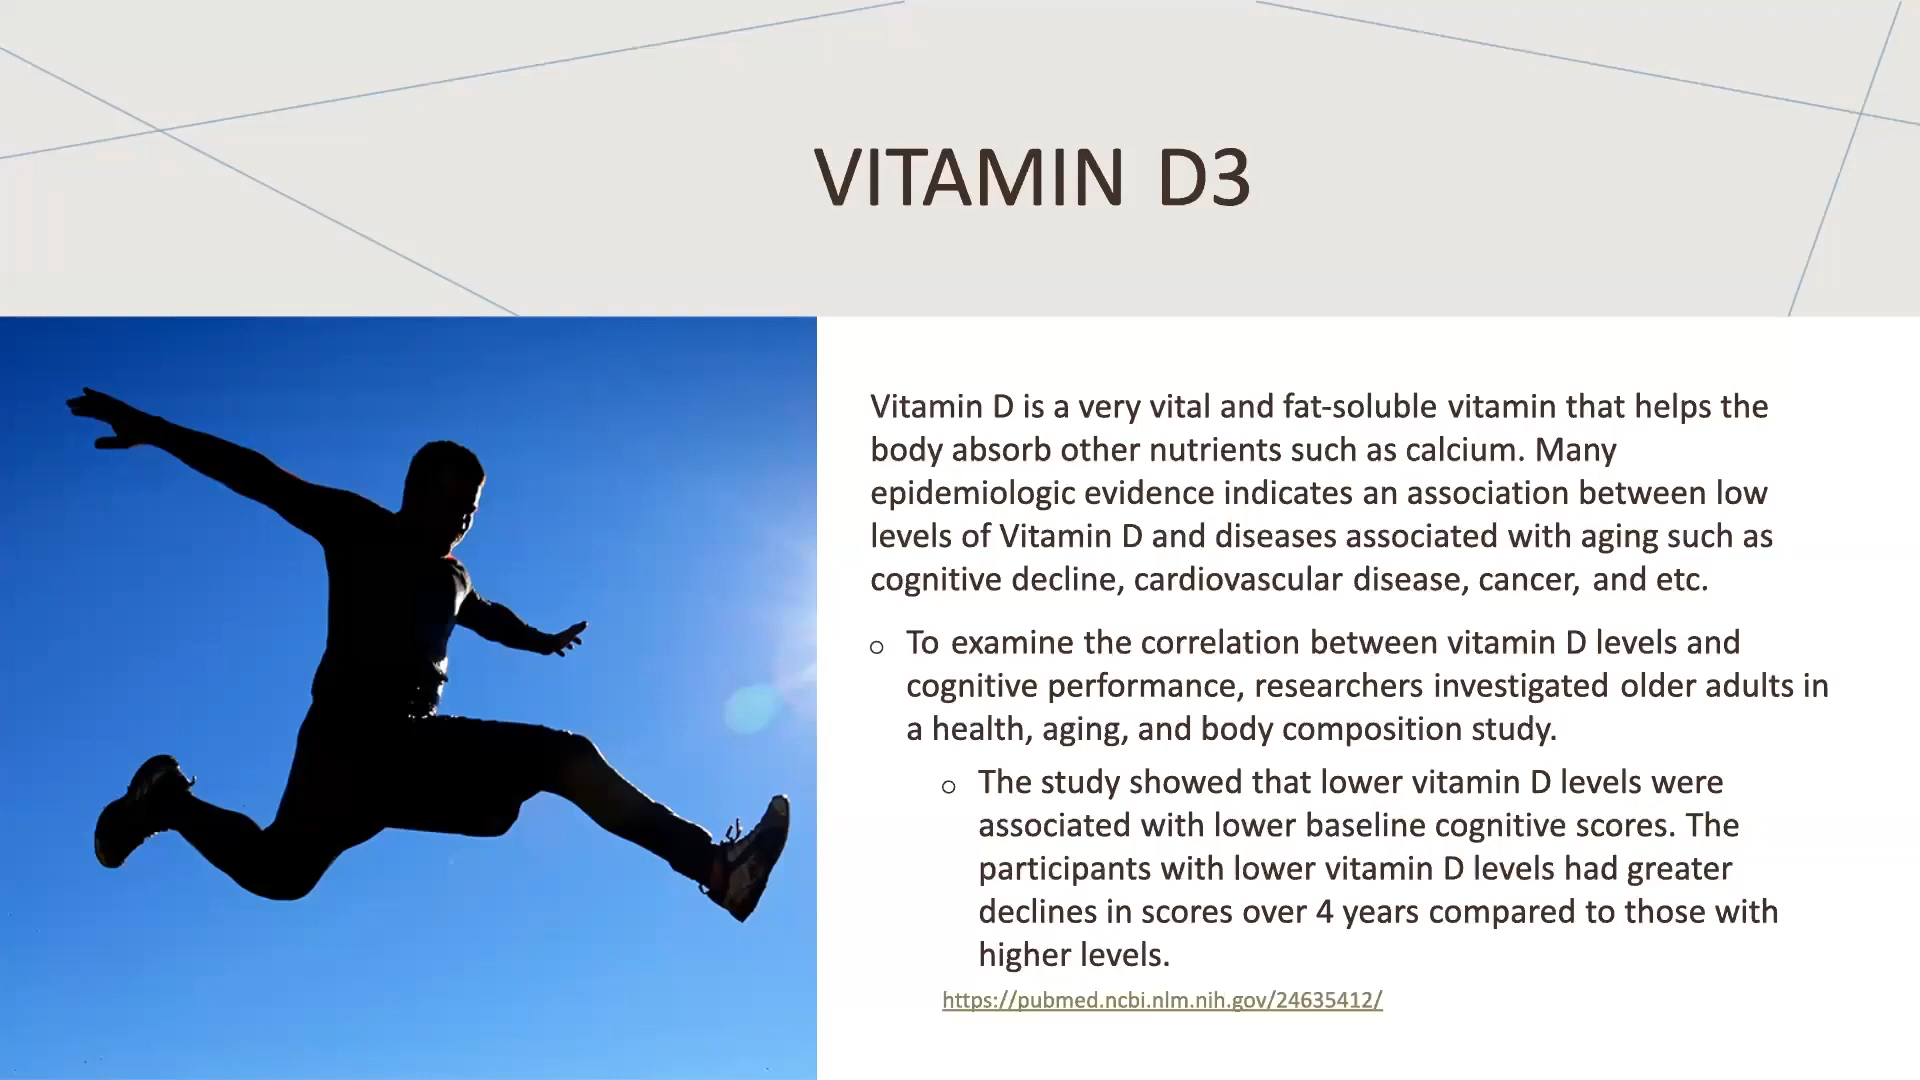 VITAMIN D3
Vitamin D is a very vital and fat-soluble vitamin that helps the
body absorb other nutrients such as calcium. Many
epidemiologic evidence indicates an association between low
levels of Vitamin D and diseases associated with aging such as
cognitive decline, cardiovascular disease, cancer, and etc.
o To examine the correlation between vitamin D levels and
cognitive performance, researchers investigated older adults in
a health, aging, and body composition study.
o The study showed that lower vitamin D levels were
associated with lower baseline cognitive scores. The
participants with lower vitamin D levels had greater
declines in scores over 4 years compared to those with
higher levels.
https://pubmed.ncbi.nlm.nih.gov/24635412/